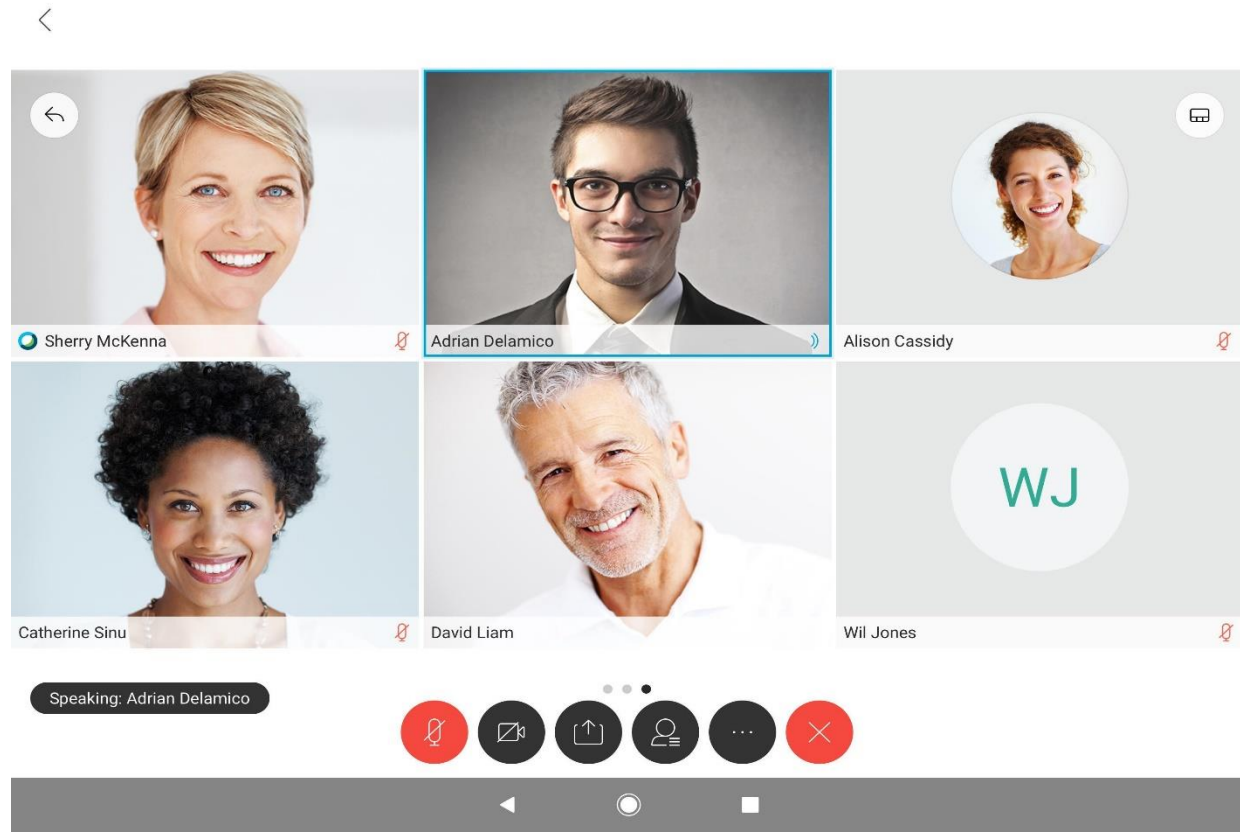 Sherry McKenna
Adrian Delamico
Alison Cassidy
WJ
Catherine Sinu
David Liam
Wil Jones
Speaking: Adrian Delamico